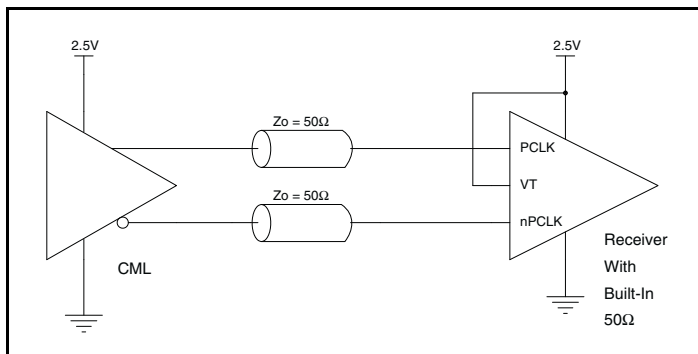 2.5V
2.5V
Zo = 50Ω
PCLK
VT
Zo = 50Ω
nPCLK
CML
Receiver
With
Built-In
50Ω